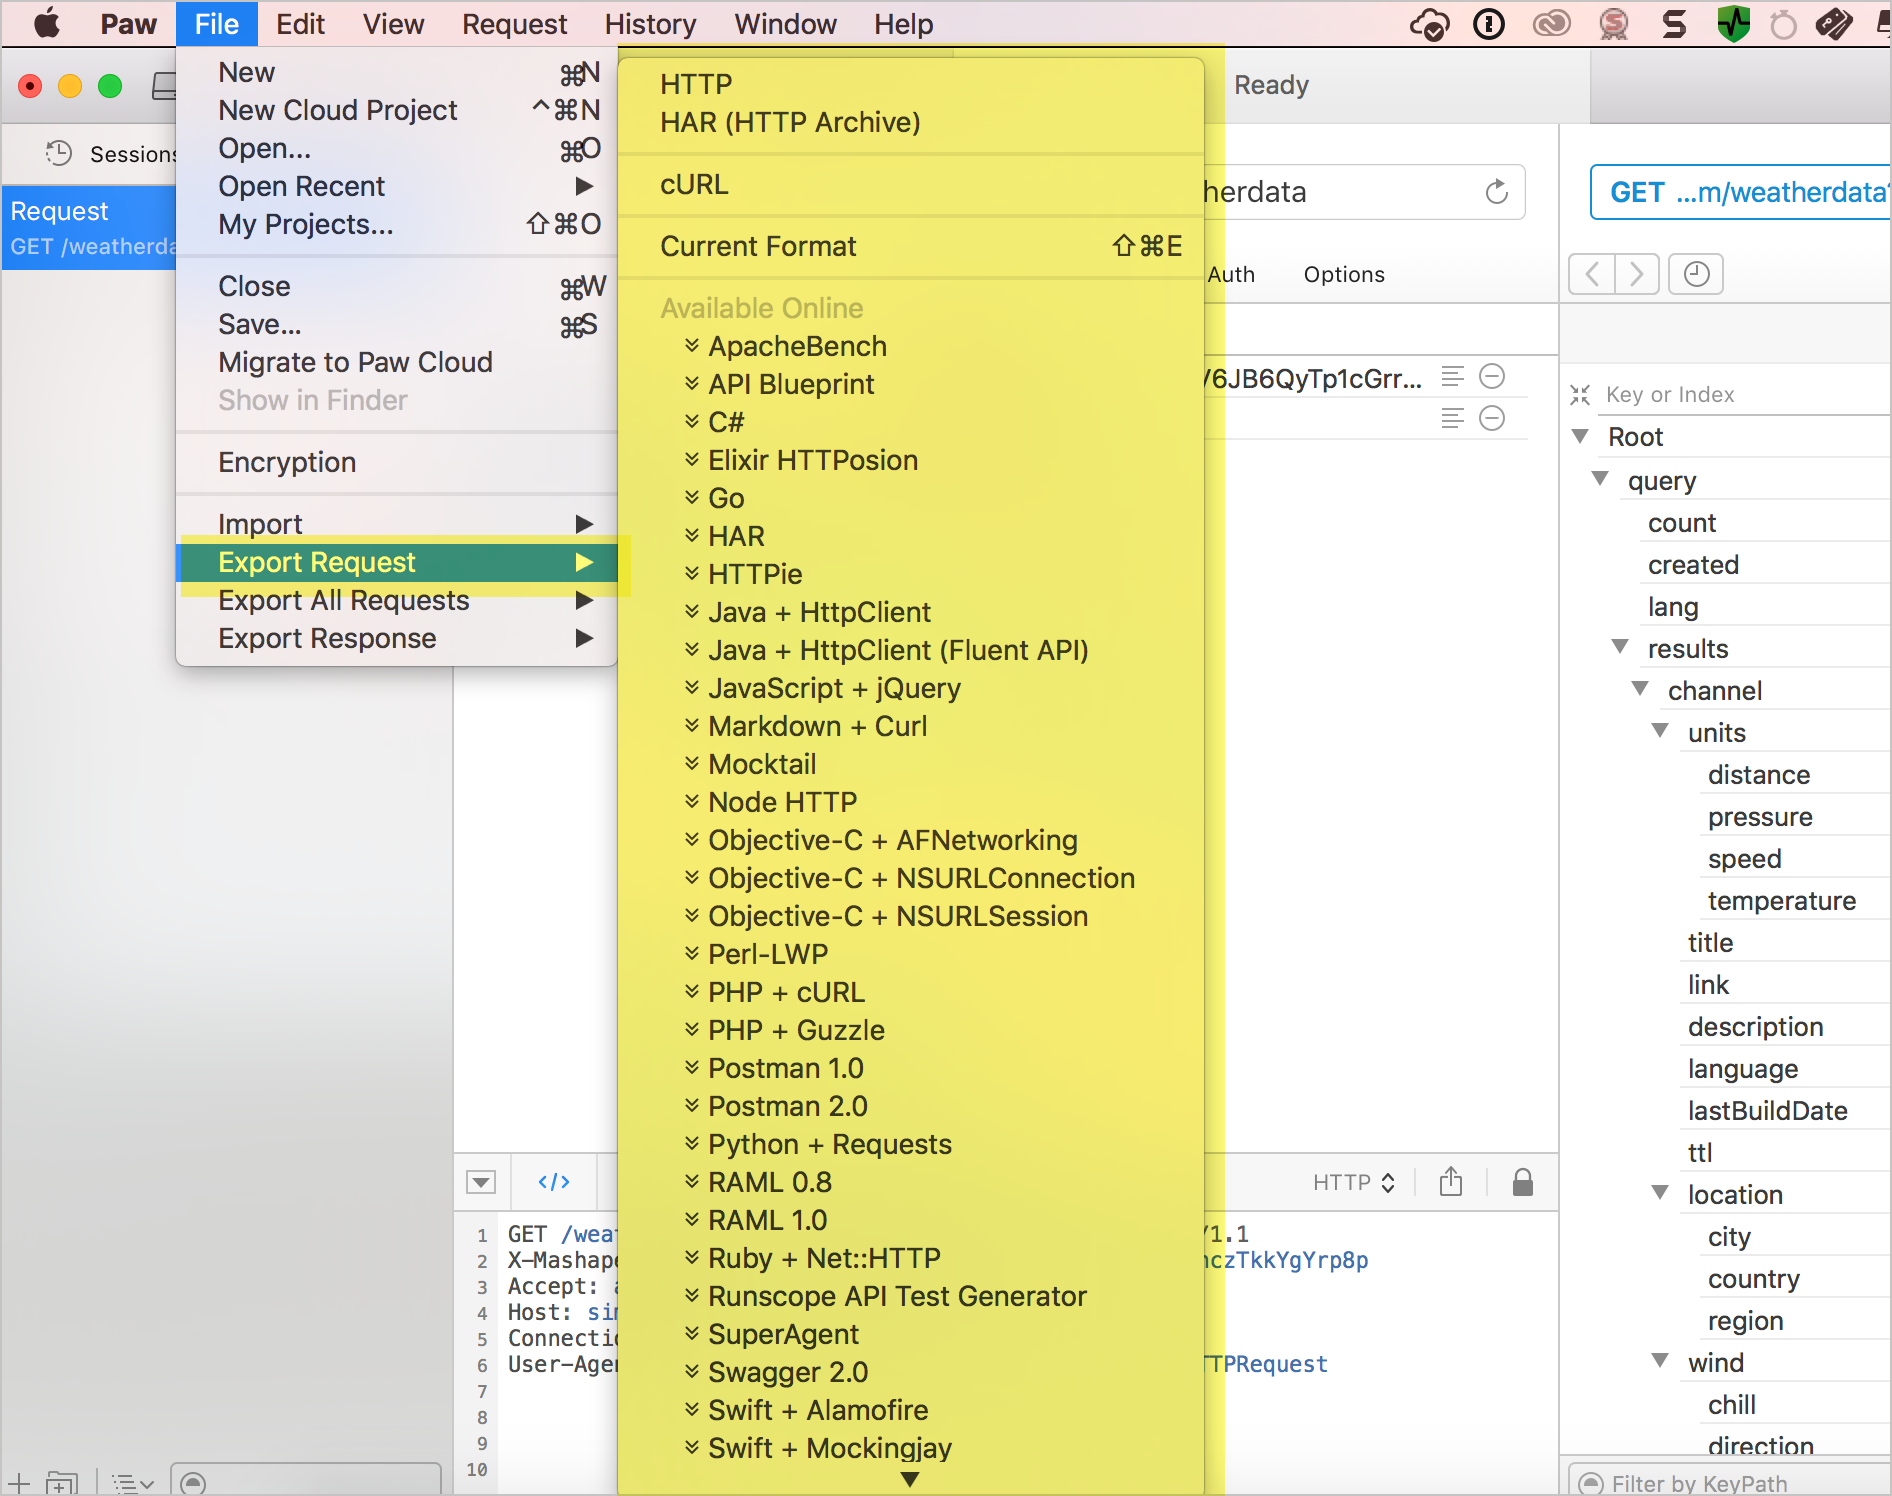 Paw File Edit View Request History Window Help
New ⌘N
New Cloud Project ^⌘N
Open... ⌘O
Open Recent ▶
My Projects... ⇧⌘O
Close ⌘W
Save... ⌘S
Migrate to Paw Cloud
Show in Finder
Encryption
Import ▶
Export Request ▶
Export All Requests ▶
Export Response ▶
HTTP
HAR (HTTP Archive)
cURL
Current Format ⇧⌘E
Available Online
ApacheBench
API Blueprint
C#
Elixir HTTPosion
Go
HAR
HTTPie
Java + HttpClient
Java + HttpClient (Fluent API)
JavaScript + jQuery
Markdown + Curl
Mocktail
Node HTTP
Objective-C + AFNetworking
Objective-C + NSURLConnection
Objective-C + NSURLSession
Perl-LWP
PHP + cURL
PHP + Guzzle
Postman 1.0
Postman 2.0
Python + Requests
RAML 0.8
RAML 1.0
Ruby + Net::HTTP
Runscope API Test Generator
SuperAgent
Swagger 2.0
Swift + Alamofire
Swift + Mockingjay
Sessions
Request
GET /weatherda
Ready
herdata
Auth Options
/6JB6QyTp1cGrr...
HTTP
1 GET /wea /1.1
2 X-Mashape czTkkYgYrp8p
3 Accept: a
4 Host: sim
5 Connectio
6 User-Agen TTPRequest
7
8
9
10
GET ...m/weatherdata
Key or Index
Root
query
count
created
lang
results
channel
units
distance
pressure
speed
temperature
title
link
description
language
lastBuildDate
ttl
location
city
country
region
wind
chill
direction
Filter by KeyPath